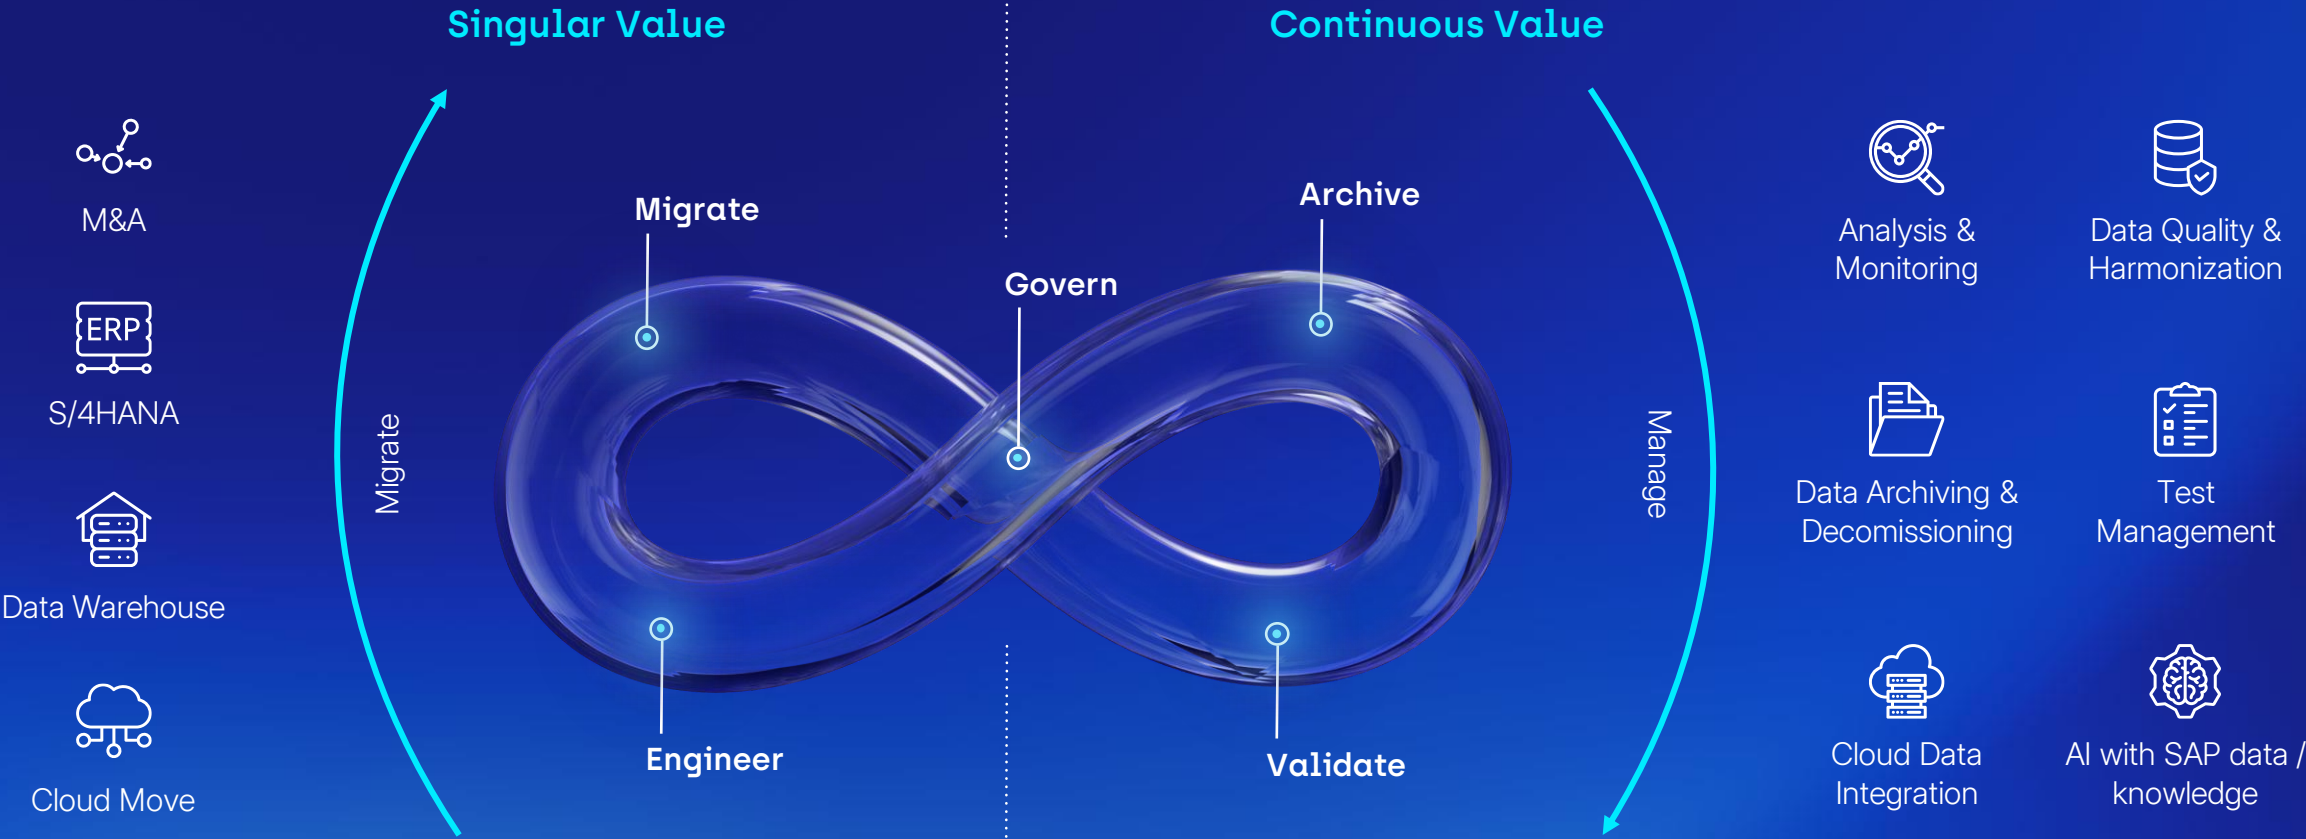 Singular Value
Continuous Value
M&A
ERP
S/4HANA
Data Warehouse
Cloud Move
Migrate
Migrate
Engineer
Govern
Archive
Validate
Manage
Analysis &
Monitoring
Data Quality &
Harmonization
Data Archiving &
Decomissioning
Test
Management
Cloud Data
Integration
AI with SAP data /
knowledge